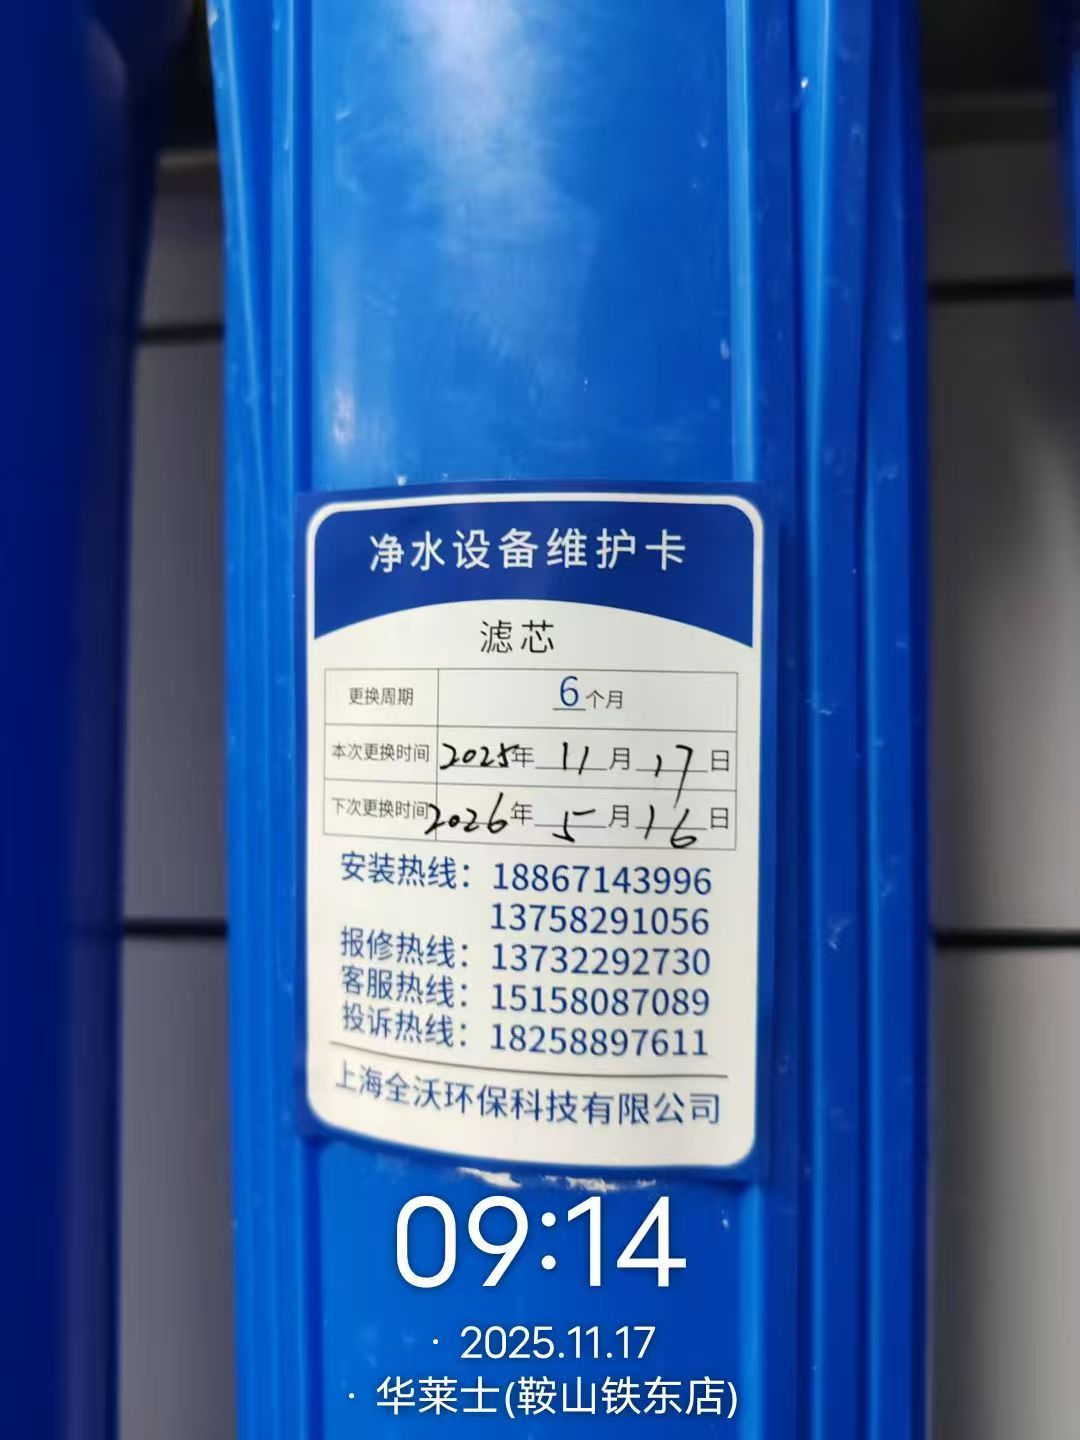 净水设备维护卡
滤芯
更换周期 6个月
本次更换时间 2025年11月17日
下次更换时间 2026年5月16日
安装热线：18867143996
13758291056
报修热线：13732292730
客服热线：15158087089
投诉热线：18258897611
上海全沃环保科技有限公司
09:14
· 2025.11.17
· 华莱士(鞍山铁东店)